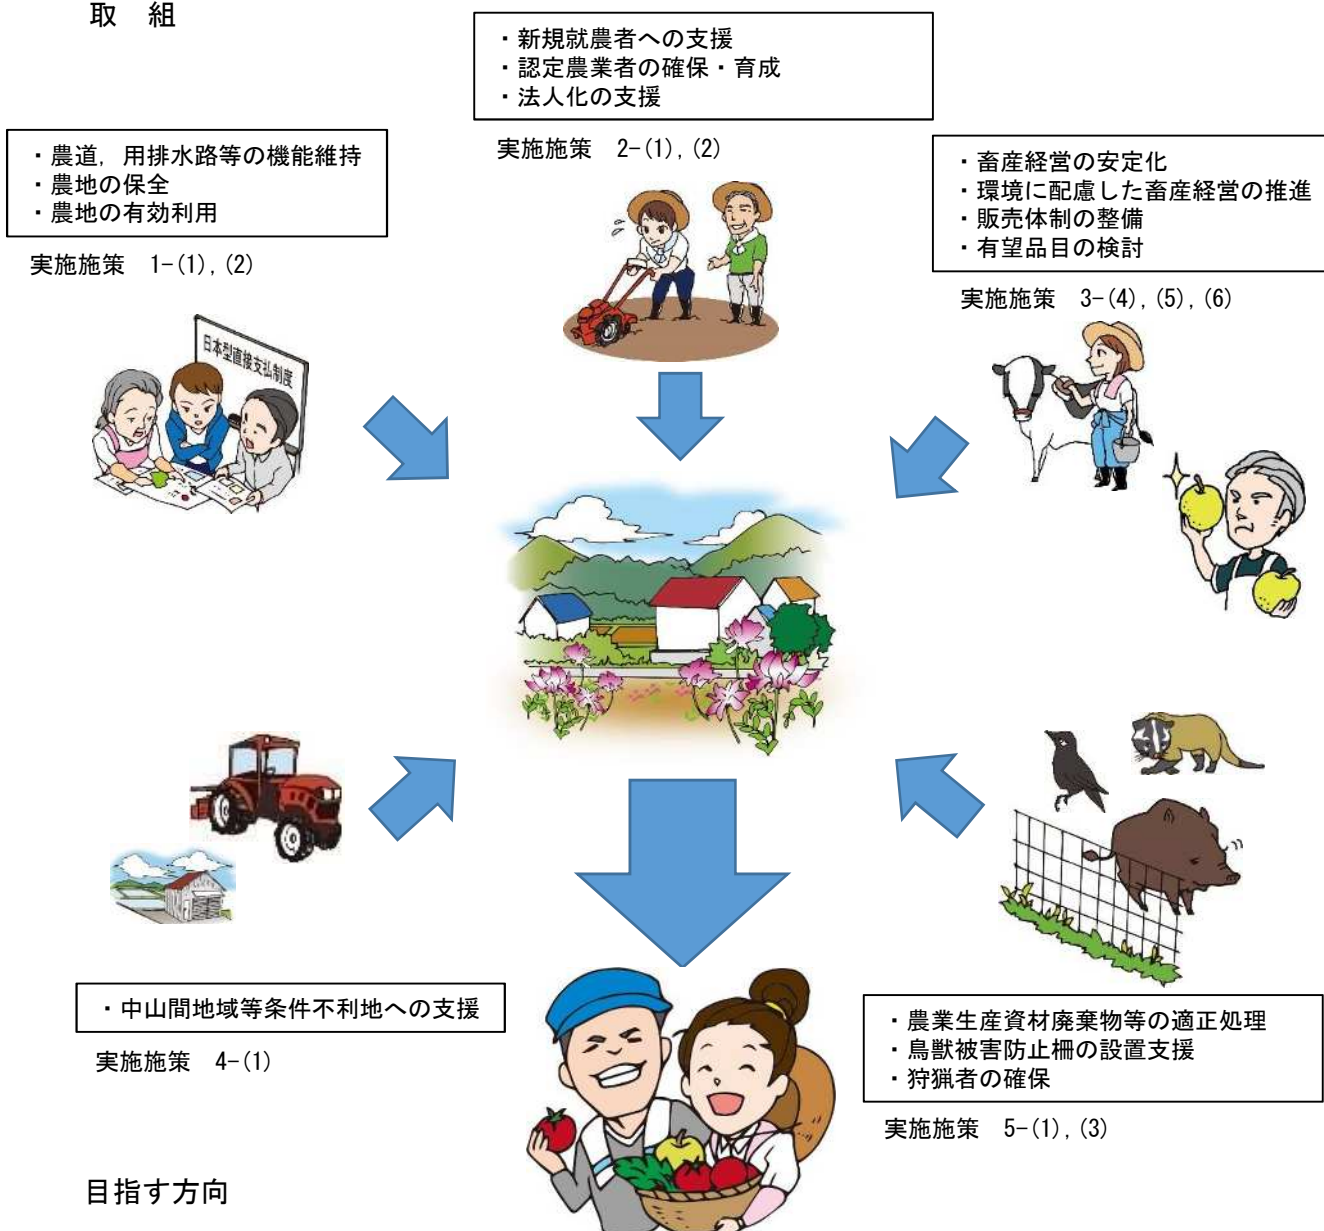 取 組
・新規就農者への支援
・認定農業者の確保・育成
・法人化の支援
実施施策 2-(1),(2)
・農道，用排水路等の機能維持
・農地の保全
・農地の有効利用
実施施策 1-(1),(2)
・畜産経営の安定化
・環境に配慮した畜産経営の推進
・販売体制の整備
・有望品目の検討
実施施策 3-(4),(5),(6)
日本型直接支払制度
・中山間地域等条件不利地への支援
実施施策 4-(1)
・農業生産資材廃棄物等の適正処理
・鳥獣被害防止柵の設置支援
・狩猟者の確保
実施施策 5-(1),(3)
目指す方向